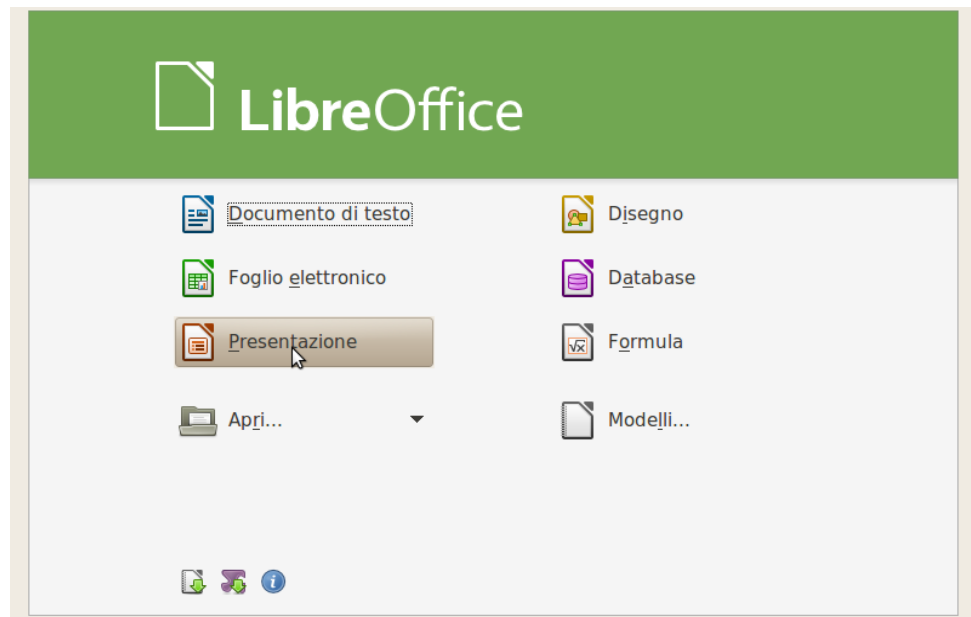 LibreOffice
Documento di testo
Disegno
Foglio elettronico
Database
Presentazione
Formula
Apri...
Modelli...